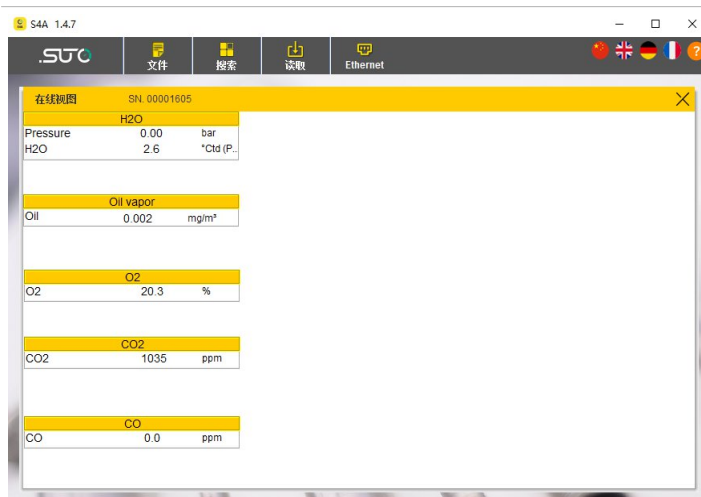 S4A 1.4.7
.SUTO 文件 搜索 读取 Ethernet ?
在线视图 SN. 00001605
H2O
Pressure 0.00 bar
H2O 2.6 °Ctd (P...
Oil vapor
Oil 0.002 mg/m³
O2
O2 20.3 %
CO2
CO2 1035 ppm
CO
CO 0.0 ppm